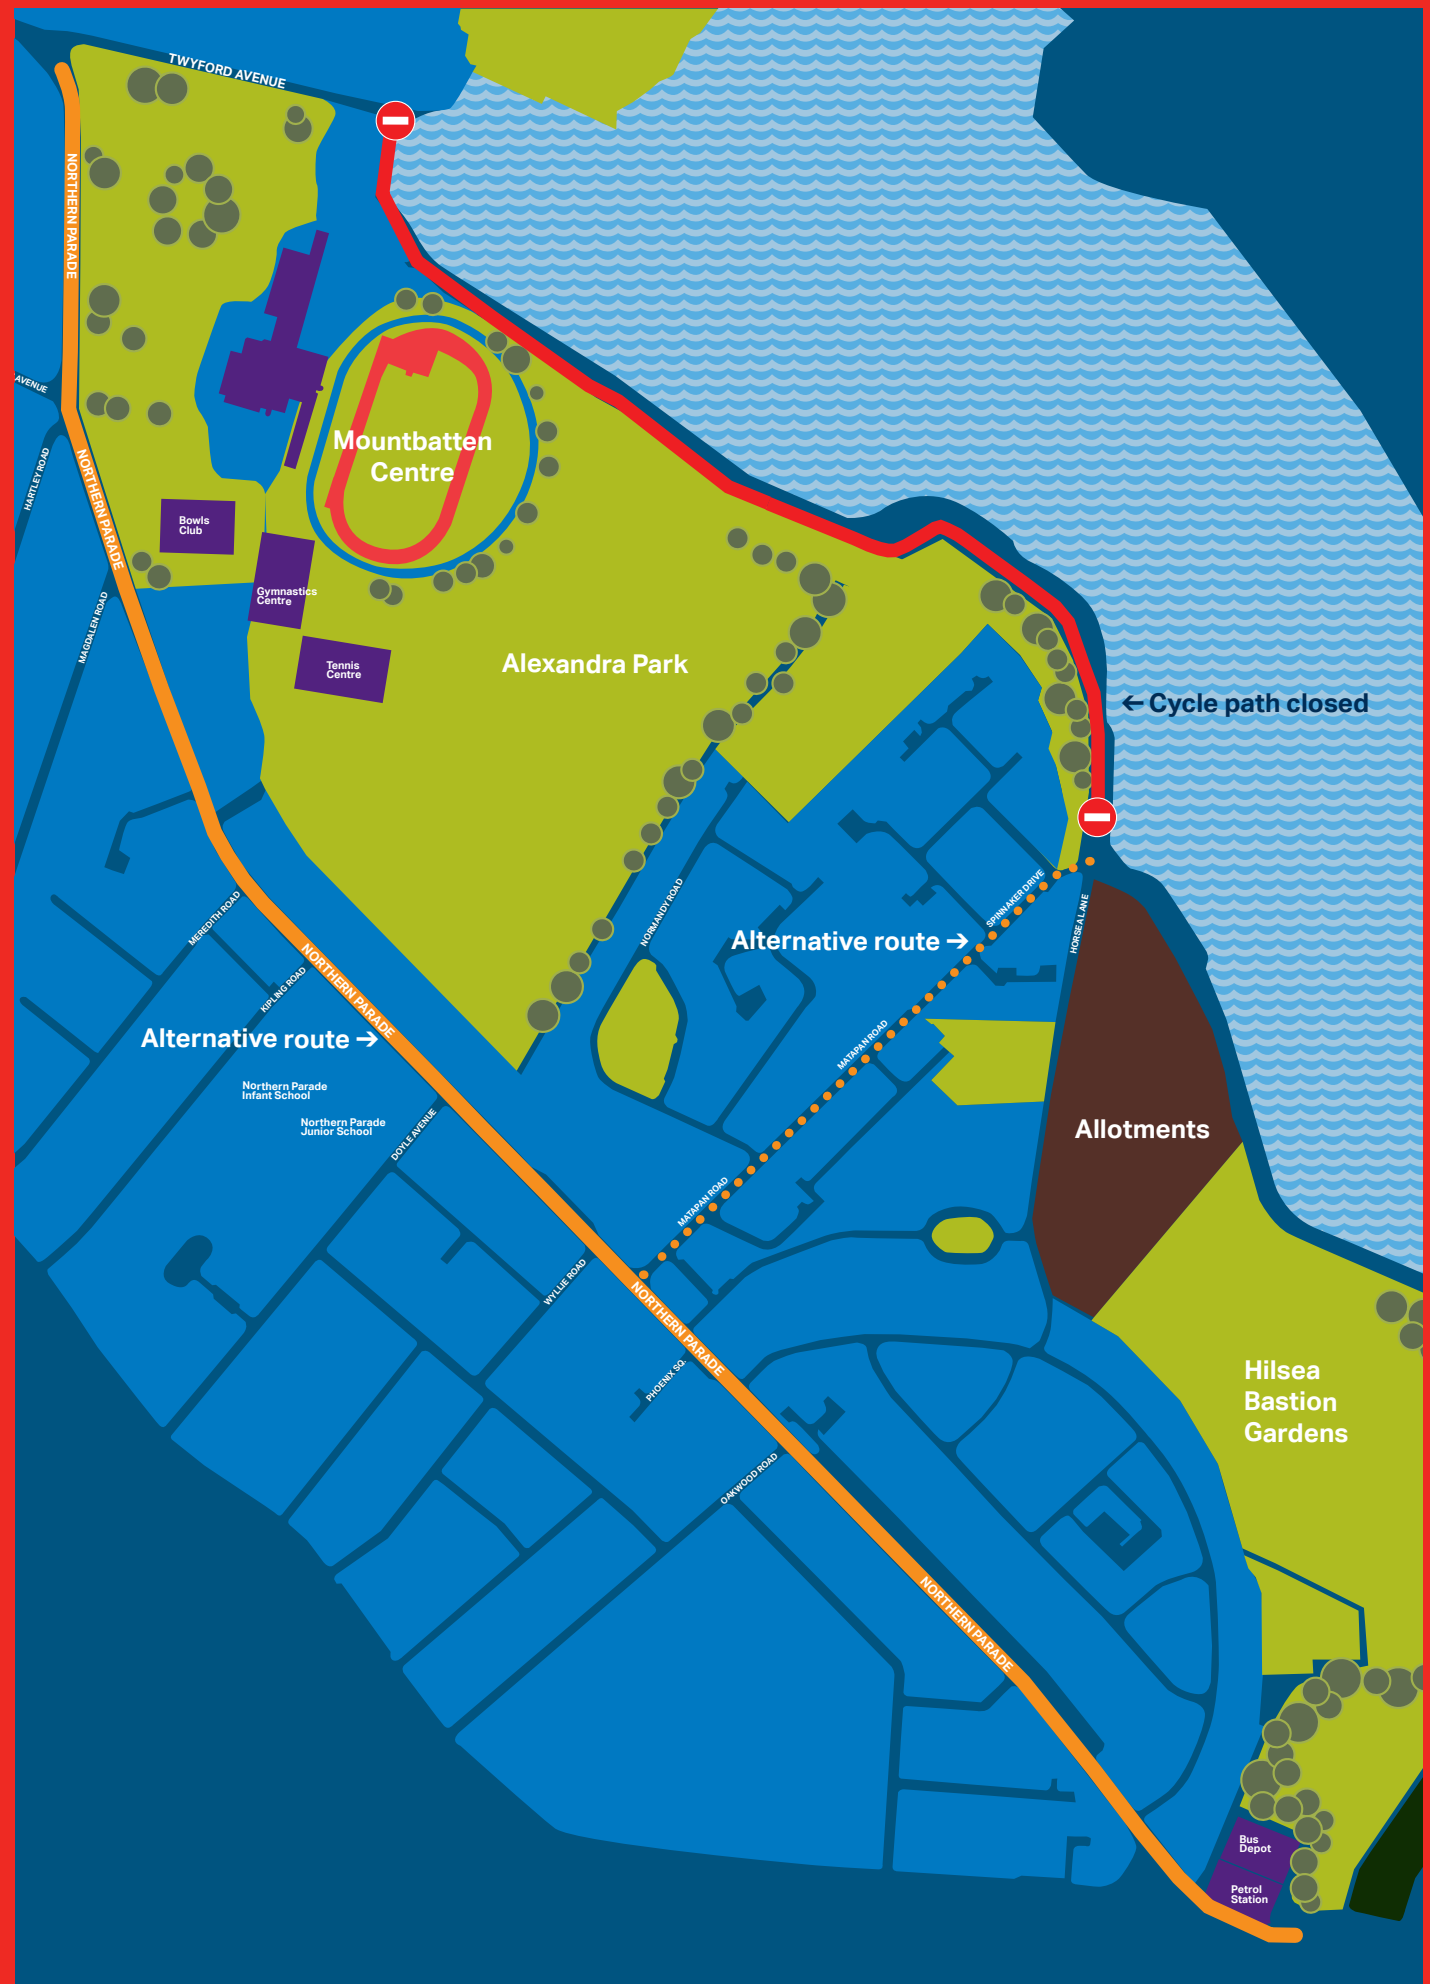 TWYFORD AVENUE
NORTHERN PARADE
AVENUE
HARTLEY ROAD
NORTHERN PARADE
Mountbatten
Centre
Bowls
Club
Gymnastics
Centre
MAGDALEN ROAD
Tennis
Centre
Alexandra Park
← Cycle path closed
NORMANDY ROAD
SPINNAKER DRIVE
HORSEA LANE
MEREDITH ROAD
Alternative route →
KIPLING ROAD
NORTHERN PARADE
Alternative route →
MATAPAN ROAD
Northern Parade
Infant School
Northern Parade
Junior School
DOYLE AVENUE
Allotments
MATAPAN ROAD
WYLLIE ROAD
NORTHERN PARADE
PHOENIX SQ.
Hilsea
Bastion
Gardens
OAKWOOD ROAD
NORTHERN PARADE
Bus
Depot
Petrol
Station